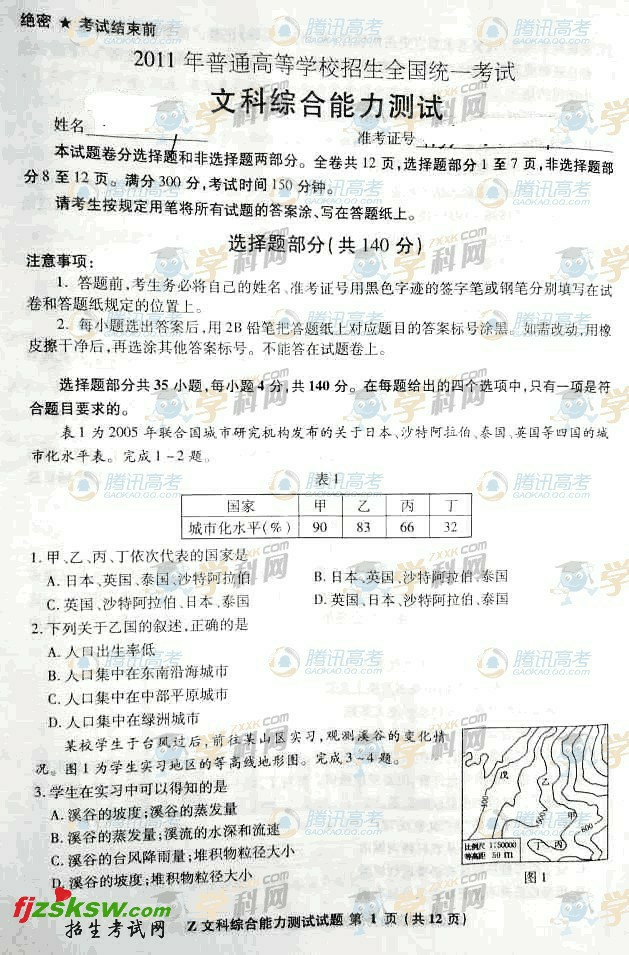 绝密 ★ 考试结束前
2011 年普通高等学校招生全国统一考试
文科综合能力测试
姓名 准考证号
本试题卷分选择题和非选择题两部分。全卷共 12 页,选择题部分 1 至 7 页,非选择题部
分 8 至 12 页。满分 300 分,考试时间 150 分钟。
请考生按规定用笔将所有试题的答案涂、写在答题纸上。
选择题部分(共 140 分)
注意事项:
1. 答题前,考生务必将自己的姓名、准考证号用黑色字迹的签字笔或钢笔分别填写在试
卷和答题纸规定的位置上。
2. 每小题选出答案后,用 2B 铅笔把答题纸上对应题目的答案标号涂黑。如需改动,用橡
皮擦干净后,再选涂其他答案标号。不能答在试题卷上。
选择题部分共 35 小题,每小题 4 分,共 140 分。在每题给出的四个选项中,只有一项是符
合题目要求的。
表 1 为 2005 年联合国城市研究机构发布的关于日本、沙特阿拉伯、泰国、英国等四国的城
市化水平表。完成 1~2 题。
表 1
国家 甲 乙 丙 丁
城市化水平(%) 90 83 66 32
1. 甲、乙、丙、丁依次代表的国家是
A. 日本、英国、泰国、沙特阿拉伯 B. 日本、英国、沙特阿拉伯、泰国
C. 英国、沙特阿拉伯、日本、泰国 D. 英国、日本、沙特阿拉伯、泰国
2. 下列关于乙国的叙述,正确的是
A. 人口出生率低
B. 人口集中在东南沿海城市
C. 人口集中在中部平原城市
D. 人口集中在绿洲城市
某校学生于台风过后,前往某山区实习,观测溪谷的变化情
况。图 1 为学生实习地区的等高线地形图。完成 3~4 题。
3. 学生在实习中可以得知的是
A. 溪谷的坡度;溪谷的蒸发量
B. 溪谷的蒸发量;溪流的水深和流速
C. 溪谷的台风降雨量;堆积物粒径大小
D. 溪谷的坡度;堆积物粒径大小
戊 己
400 500 甲 600
丁 丙
比例尺 1:50000
等高距 50 m
图 1
Z 文科综合能力测试试题 第 1 页 (共 12 页)
fjzsksw.com
招生考试网
腾讯高考
GAOKAO.QQ.COM
学科网
ZXXK.COM